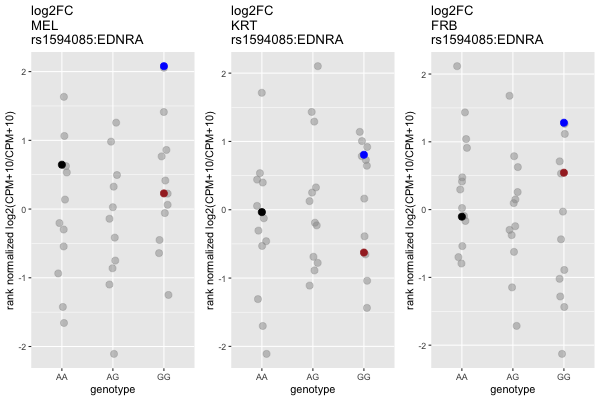 log2FC
MEL
rs1594085:EDNRA
rank normalized log2(CPM+10/CPM+10)
2
1
0
-1
-2
AA
AG
GG
genotype
log2FC
KRT
rs1594085:EDNRA
rank normalized log2(CPM+10/CPM+10)
2
1
0
-1
-2
AA
AG
GG
genotype
log2FC
FRB
rs1594085:EDNRA
rank normalized log2(CPM+10/CPM+10)
2
1
0
-1
-2
AA
AG
GG
genotype